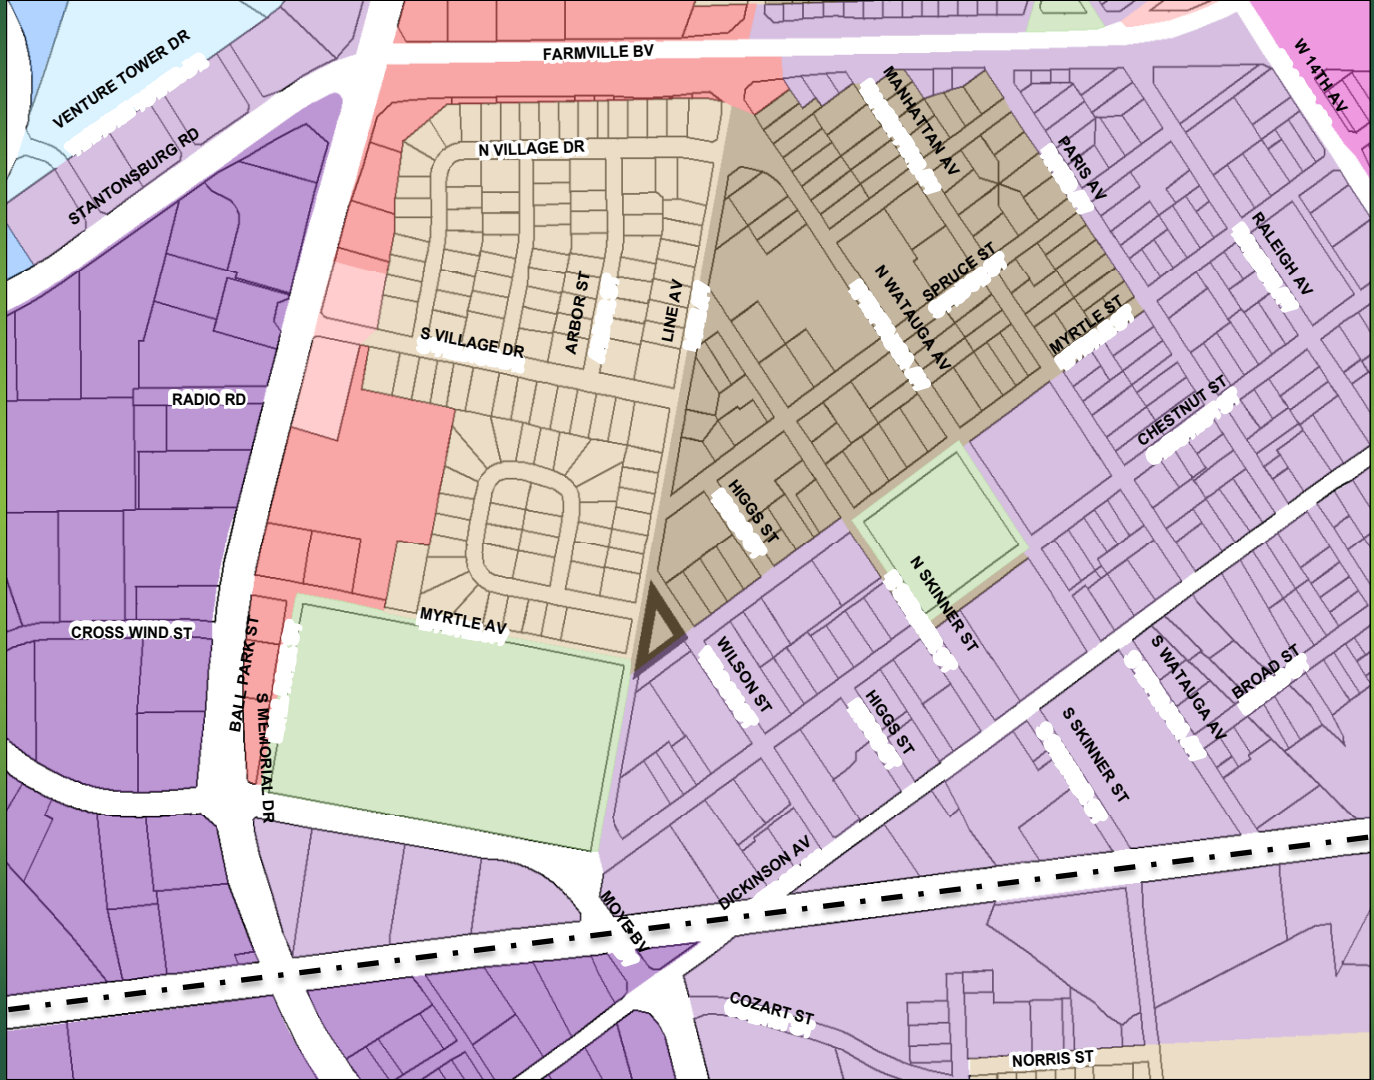 FARMVILLE BV
VENTURE TOWER DR
W 14TH AV
MANHATTAN AV
STANTONSBURG RD
N VILLAGE DR
PARIS AV
RALEIGH AV
SPRUCE ST
ARBOR ST
LINE AV
N WATAUGA AV
MYRTLE ST
S VILLAGE DR
RADIO RD
CHESTNUT ST
HIGGS ST
N SKINNER ST
MYRTLE AV
CROSS WIND ST
BALL PARK ST
WILSON ST
S WATAUGA AV
BROAD ST
S MEMORIAL DR
HIGGS ST
S SKINNER ST
DICKINSON AV
MOYE BV
COZART ST
NORRIS ST